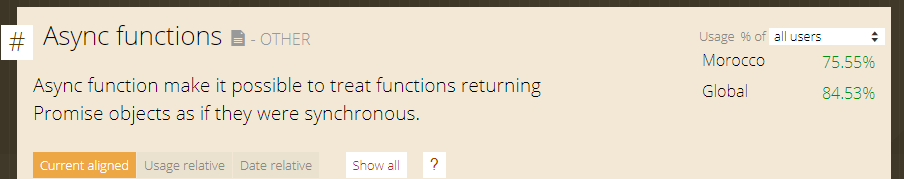 # Async functions - OTHER
Usage % of all users
Morocco 75.55%
Global 84.53%
Async function make it possible to treat functions returning
Promise objects as if they were synchronous.
Current aligned Usage relative Date relative Show all ?